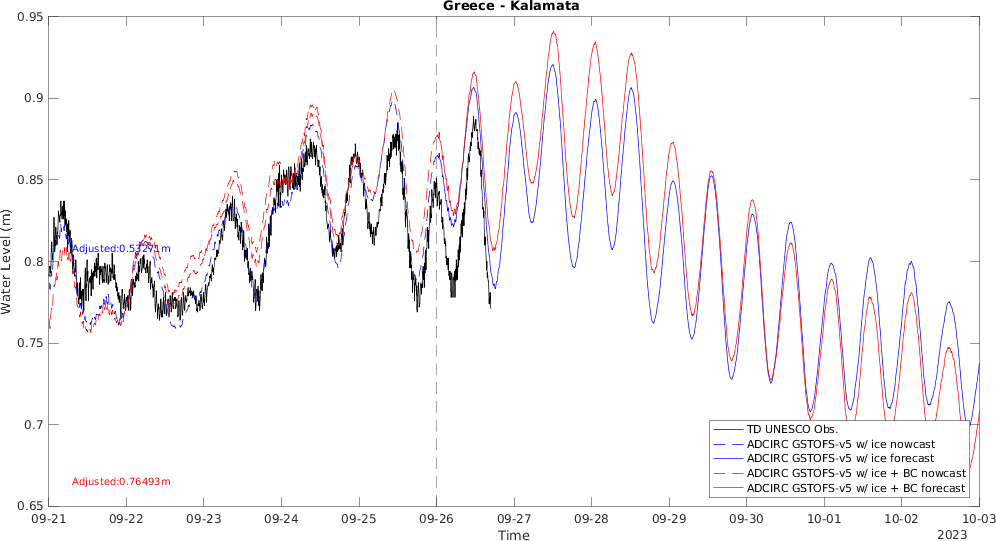 Greece - Kalamata
0.95
0.9
0.85
0.8
0.75
0.7
0.65
Water Level (m)
Adjusted:0.53271m
Adjusted:0.76493m
TD UNESCO Obs.
ADCIRC GSTOFS-v5 w/ ice nowcast
ADCIRC GSTOFS-v5 w/ ice forecast
ADCIRC GSTOFS-v5 w/ ice + BC nowcast
ADCIRC GSTOFS-v5 w/ ice + BC forecast
09-21 09-22 09-23 09-24 09-25 09-26 09-27 09-28 09-29 09-30 10-01 10-02 10-03
Time
2023